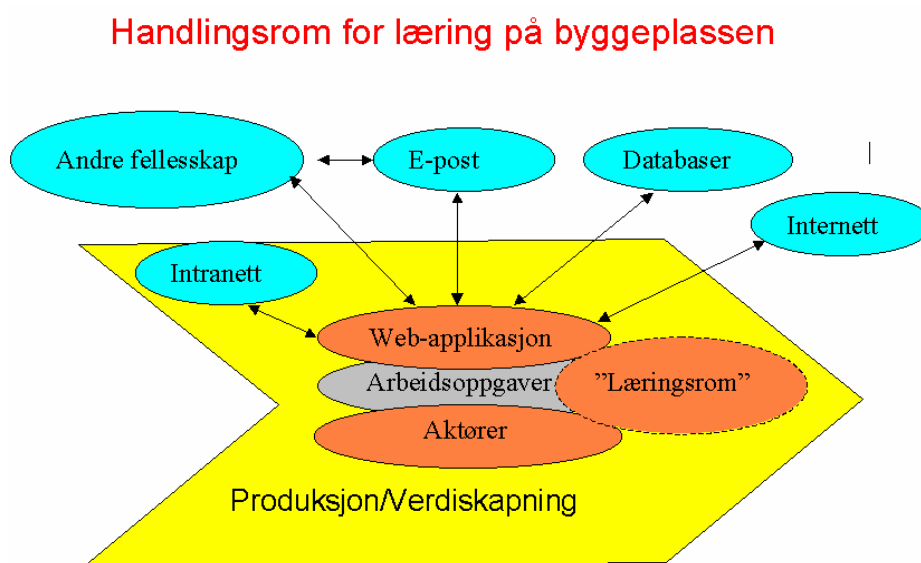 Handlingsrom for læring på byggeplassen
Andre fellesskap
E-post
Databaser
Internett
Intranett
Web-applikasjon
Arbeidsoppgaver
”Læringsrom”
Aktører
Produksjon/Verdiskapning